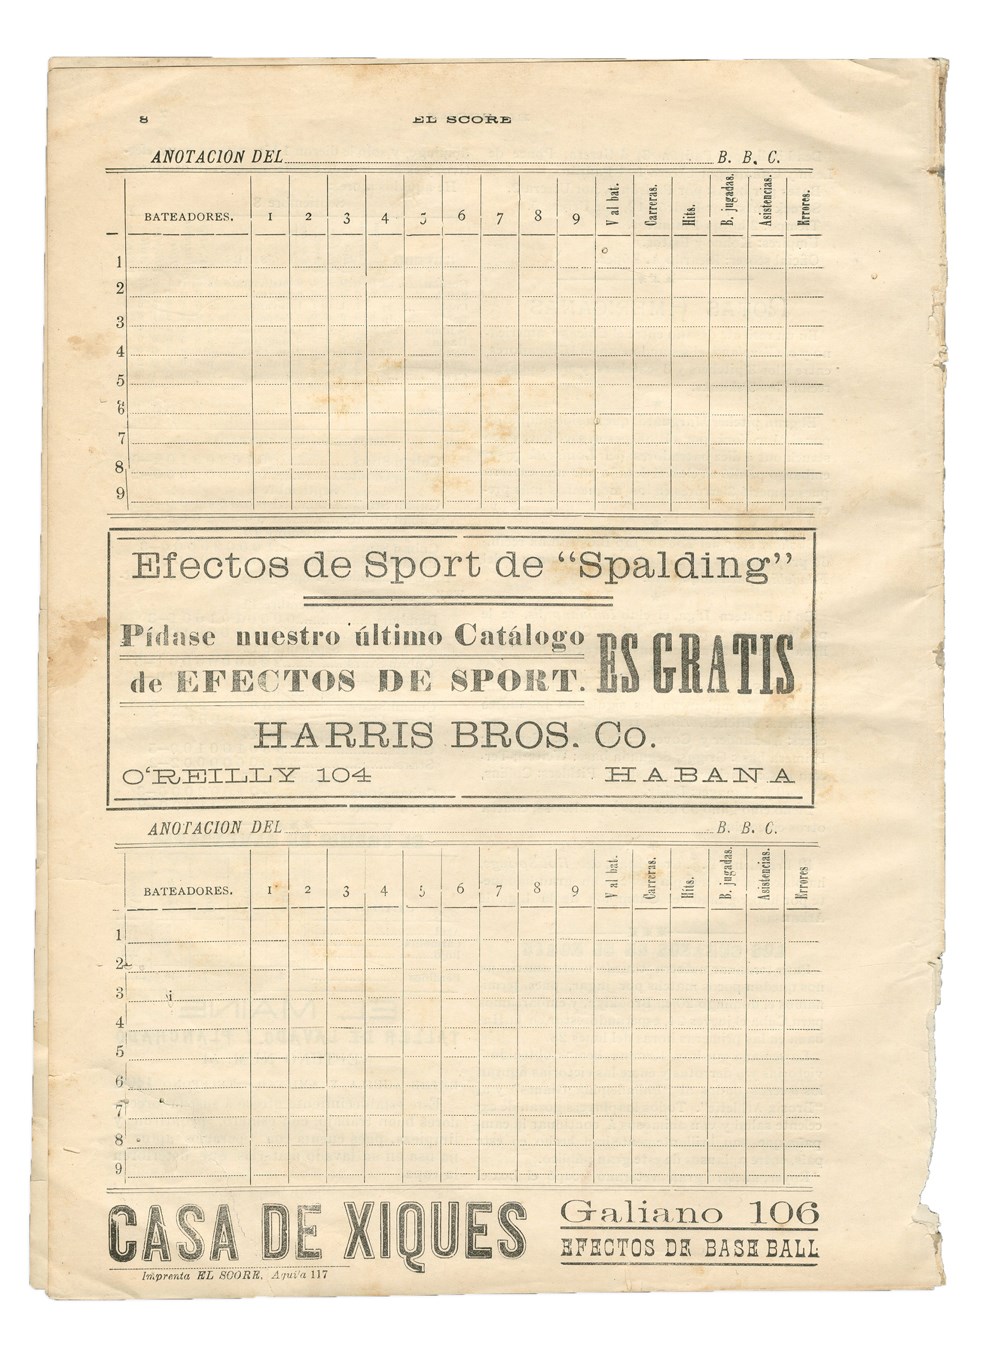 8 EL SCORE
ANOTACION DEL B. B. C.
BATEADORES. 1 2 3 4 5 6 7 8 9 V al bat. Carreras. Hits. B. jugadas. Asistencias. Errores.
1
2
3
4
5
6
7
8
9
Efectos de Sport de “Spalding”
Pídase nuestro último Catálogo
de EFECTOS DE SPORT. ES GRATIS
HARRIS BROS. Co.
O‘REILLY 104 HABANA
ANOTACION DEL B. B. C.
BATEADORES. 1 2 3 4 5 6 7 8 9 V al bat. Carreras. Hits. B. jugadas. Asistencias. Errores
1
2
3
4
5
6
7
8
9
CASA DE XIQUES Galiano 106
EFECTOS DE BASE BALL
Imprenta EL SCORE, Aguila 117